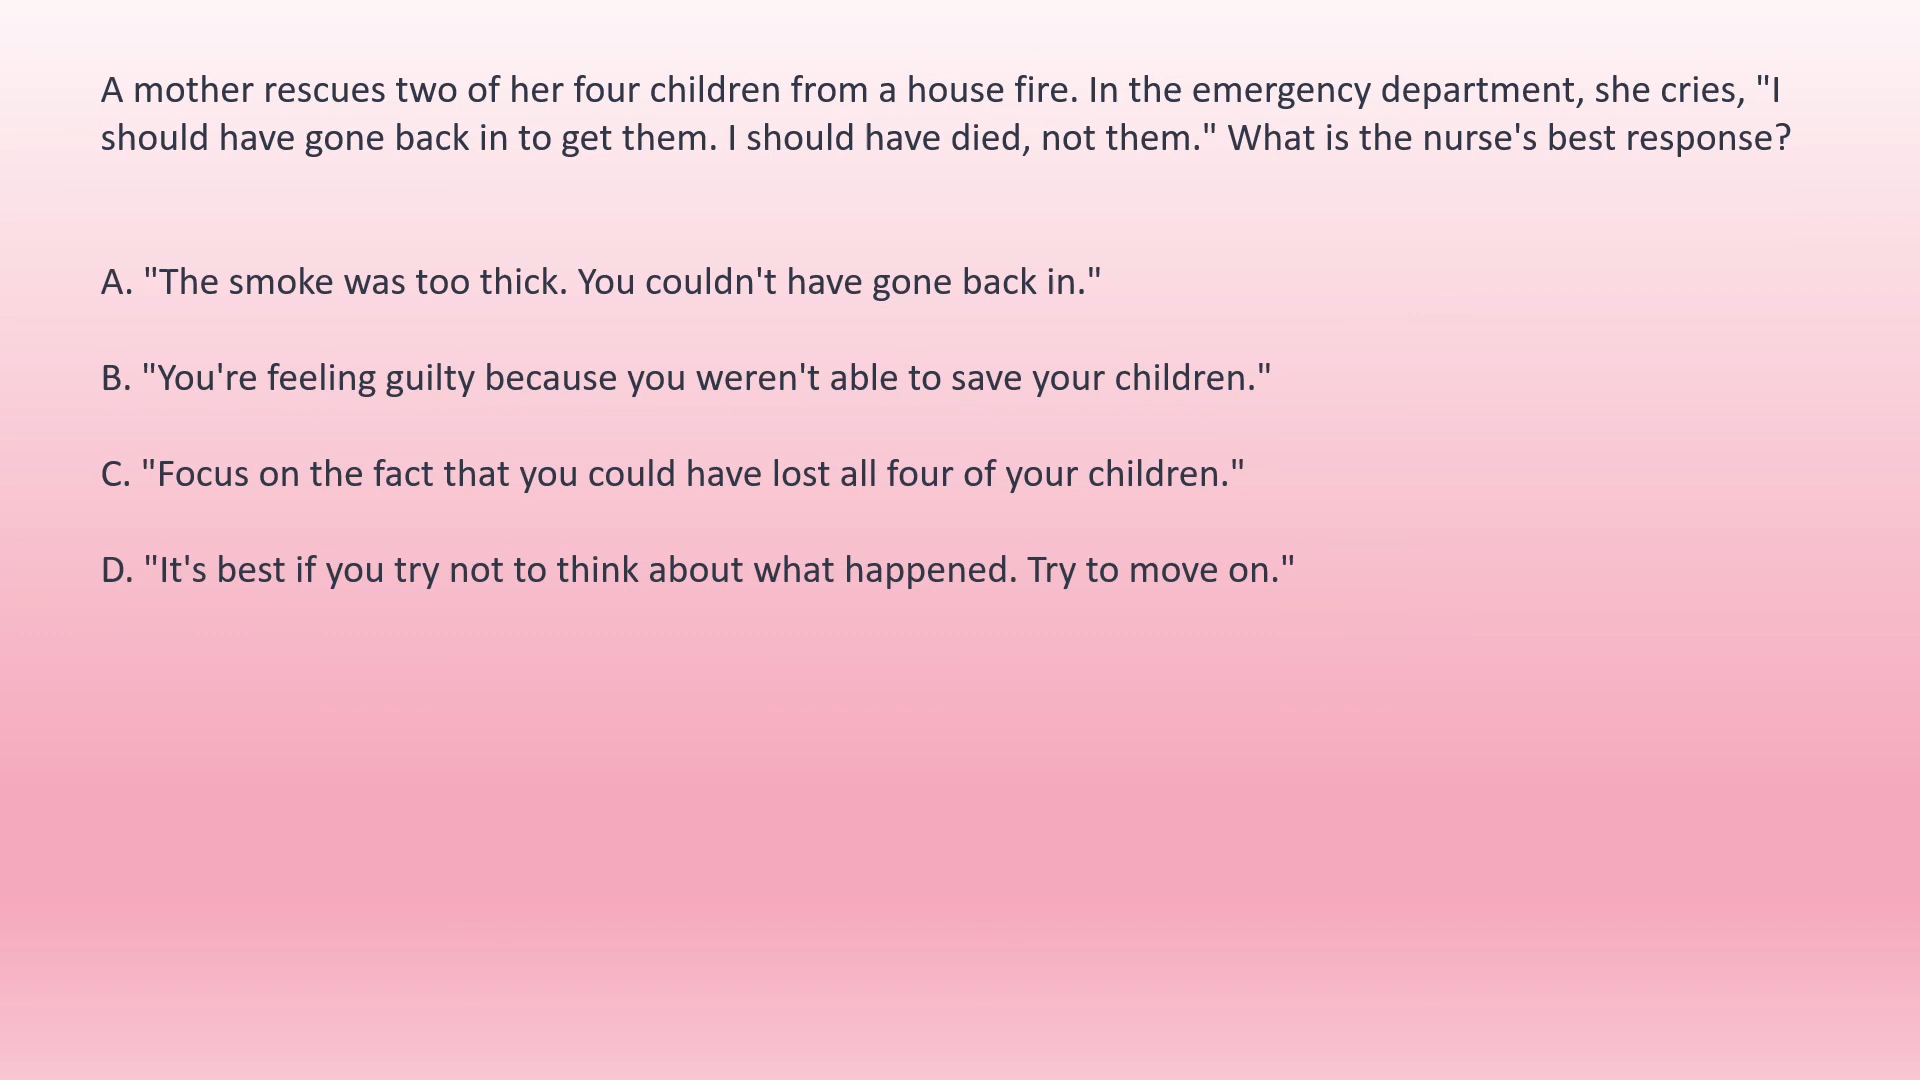 A mother rescues two of her four children from a house fire. In the emergency department, she cries, "I
should have gone back in to get them. I should have died, not them." What is the nurse's best response?
A. "The smoke was too thick. You couldn't have gone back in."
B. "You're feeling guilty because you weren't able to save your children."
C. "Focus on the fact that you could have lost all four of your children."
D. "It's best if you try not to think about what happened. Try to move on."